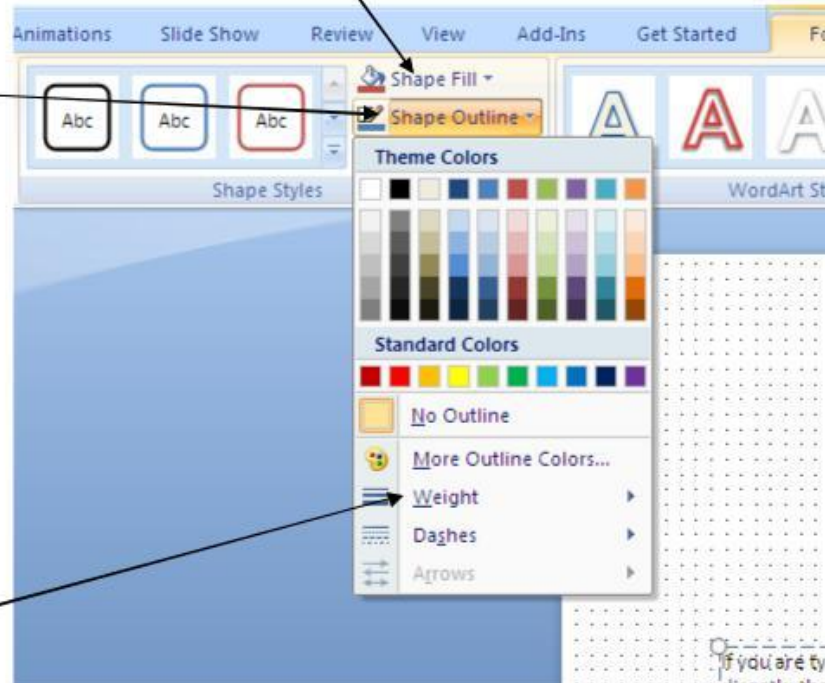 Animations Slide Show Review View Add-Ins Get Started
Shape Fill
Abc Abc Abc Shape Outline A A A
Theme Colors
Shape Styles WordArt St
Standard Colors
No Outline
More Outline Colors...
Weight
Dashes
Arrows
If you are ty